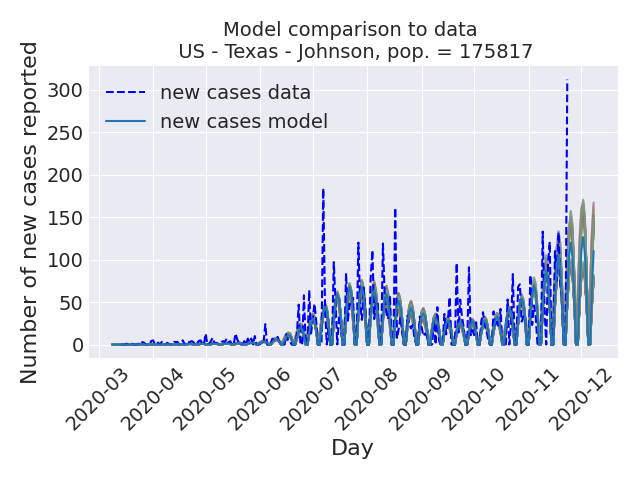 Model comparison to data
US - Texas - Johnson, pop. = 175817
Number of new cases reported
300
250
200
150
100
50
0
new cases data
new cases model
2020-03
2020-04
2020-05
2020-06
2020-07
2020-08
2020-09
2020-10
2020-11
2020-12
Day